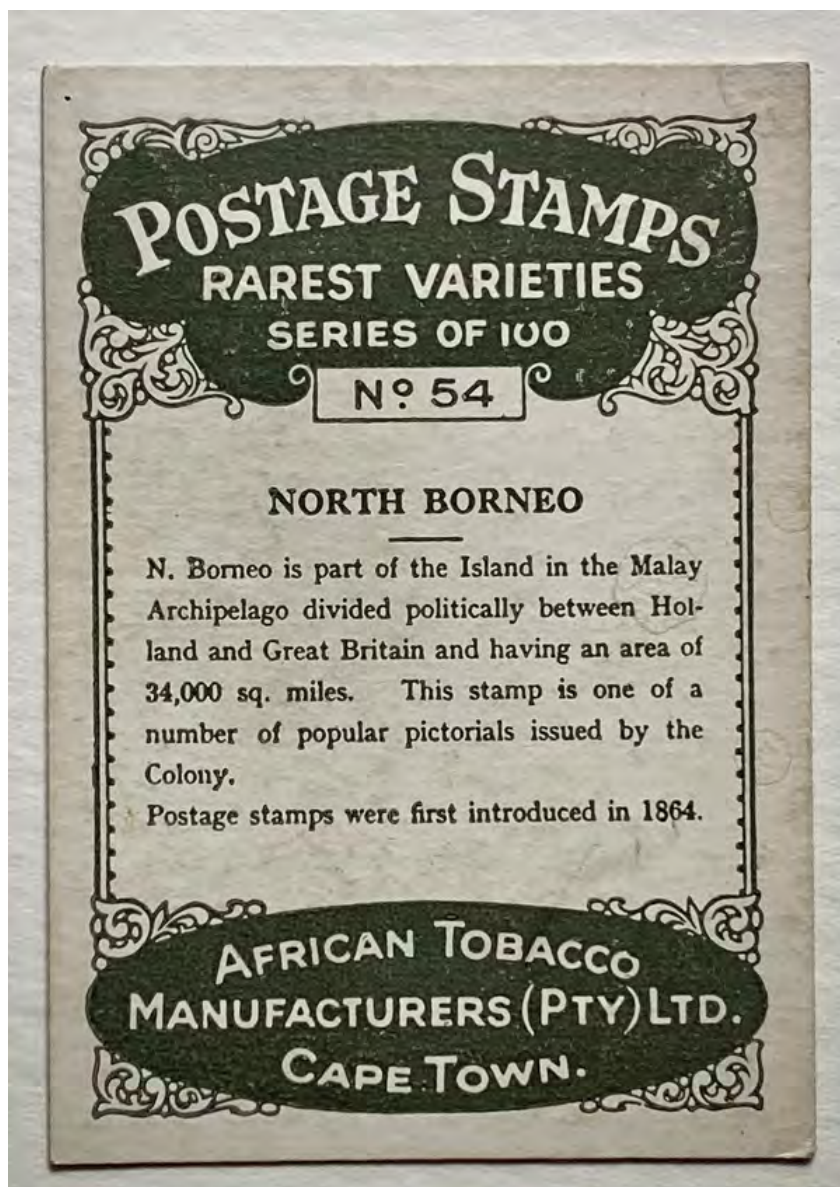 POSTAGE STAMPS
RAREST VARIETIES
SERIES OF 100
Nº 54
NORTH BORNEO
N. Borneo is part of the Island in the Malay
Archipelago divided politically between Hol-
land and Great Britain and having an area of
34,000 sq. miles. This stamp is one of a
number of popular pictorials issued by the
Colony.
Postage stamps were first introduced in 1864.
AFRICAN TOBACCO
MANUFACTURERS (PTY) LTD.
CAPE TOWN.